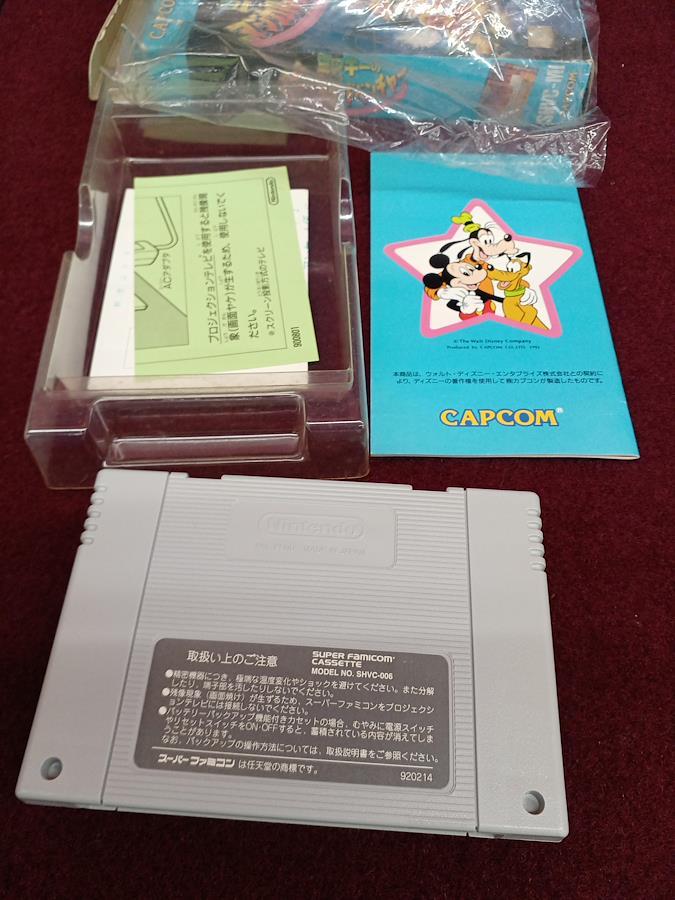 CAPCOM
SHVC-MI
CAPCOM
Nintendo
ACアダプタ
プロジェクションテレビを使用すると残像現
象(画面ヤケ)が生ずるため、使用しないでく
ださい。
※スクリーン投影方式のテレビ
900801
© The Walt Disney Company
Produced by CAPCOM CO.,LTD. 1992
本商品は、ウォルト・ディズニー・エンタプライズ株式会社との契約に
より、ディズニーの著作権を使用して㈱カプコンが製造したものです。
CAPCOM
Nintendo
MADE IN JAPAN
取扱い上のご注意
SUPER FAMICOM
CASSETTE
MODEL NO. SHVC-006
●精密機器につき、極端な温度変化やショックを避けてください。また分解
したり、端子部を汚したりしないでください。
●残像現象(画面焼け)が生ずるため、スーパーファミコンをプロジェクシ
ョンテレビには接続しないでください。
●バッテリーバックアップ機能付きカセットの場合、むやみに電源スイッチ
やリセットスイッチをON・OFFすると、蓄積されている内容が消えてしま
うことがあります。
なお、バックアップの操作方法については、取扱説明書をご参照ください。
スーパーファミコン は任天堂の商標です。
920214